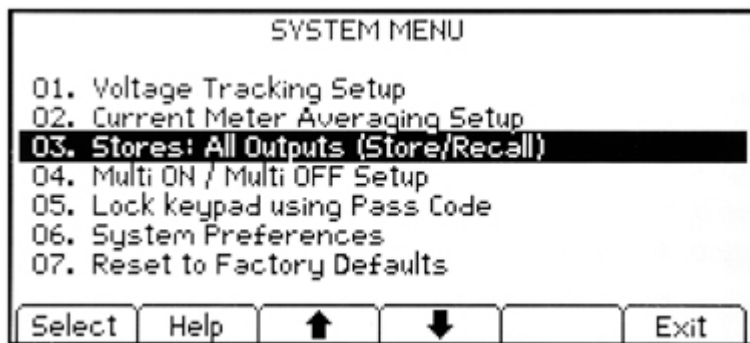 SYSTEM MENU
01. Voltage Tracking Setup
02. Current Meter Averaging Setup
03. Stores: All Outputs (Store/Recall)
04. Multi ON / Multi OFF Setup
05. Lock keypad using Pass Code
06. System Preferences
07. Reset to Factory Defaults
Select Help ↑ ↓ Exit